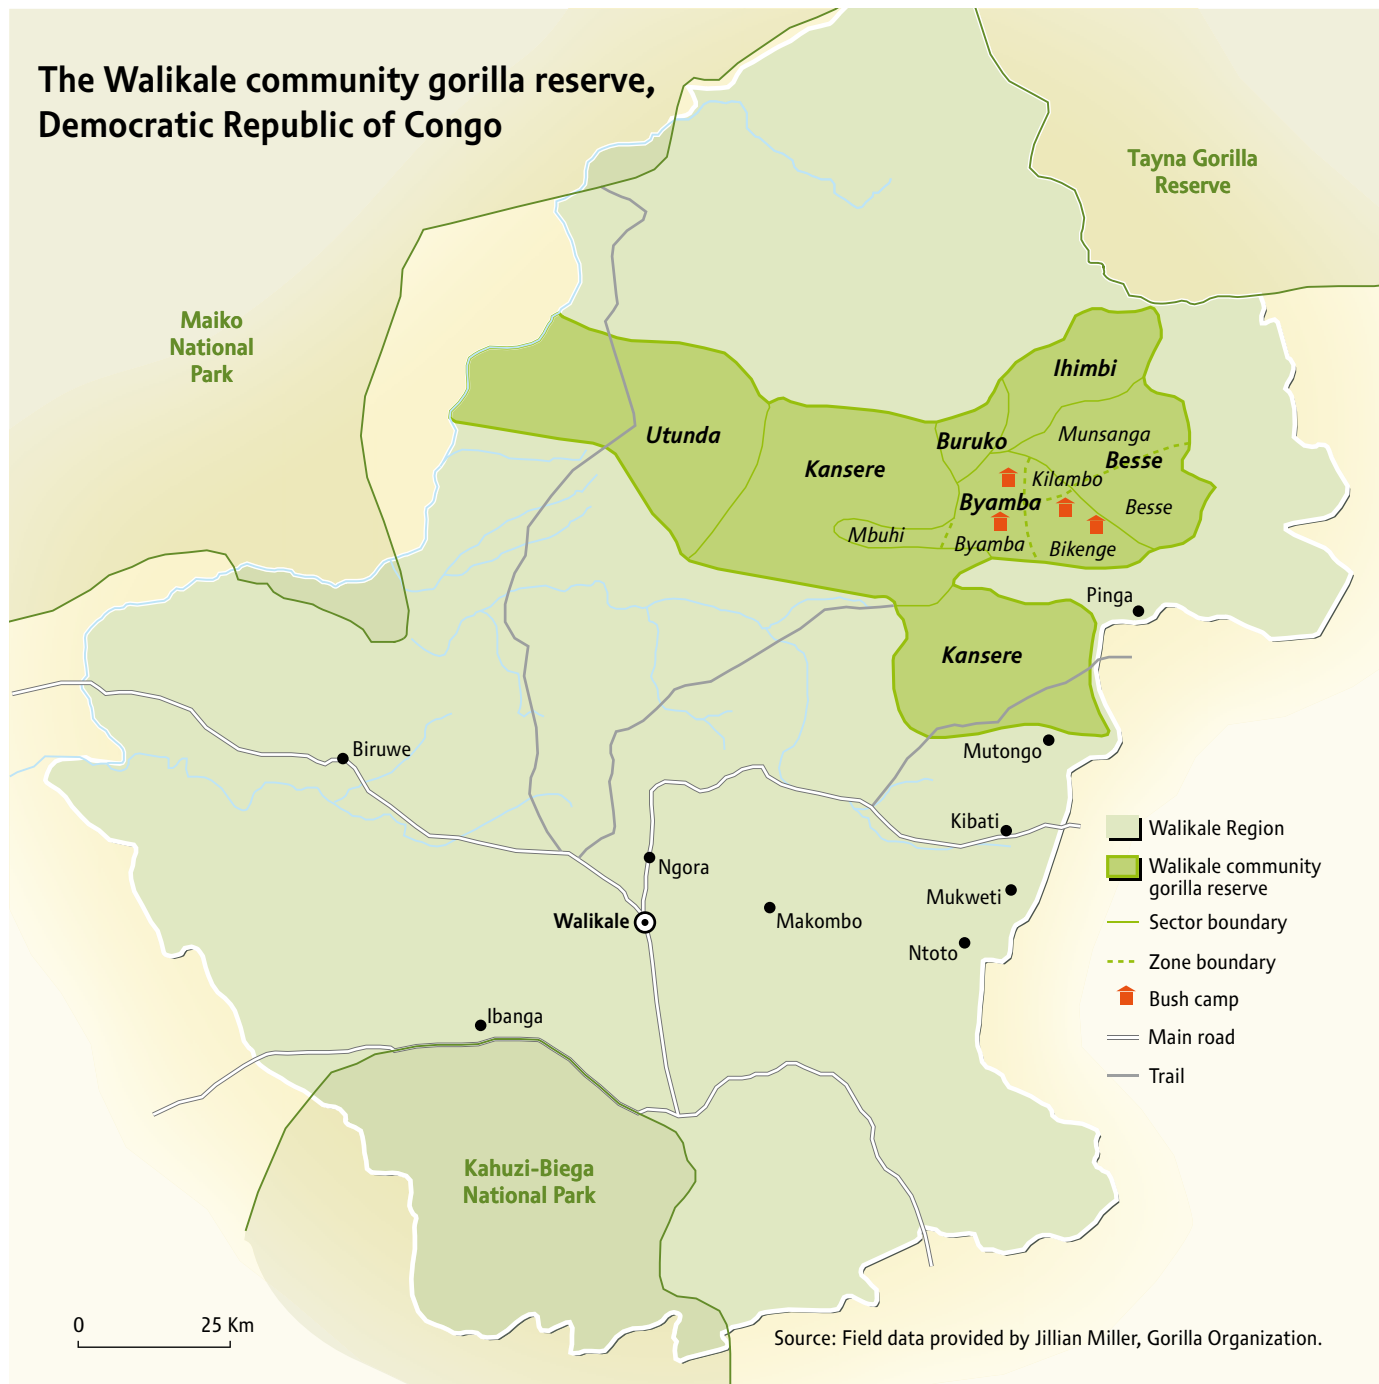 The Walikale community gorilla reserve,
Democratic Republic of Congo
Tayna Gorilla
Reserve
Maiko
National
Park
Ihimbi
Utunda
Buruko
Munsanga
Besse
Kansere
Kilambo
Byamba
Besse
Mbuhi
Byamba
Bikenge
Pinga
Kansere
Mutongo
Biruwe
Kibati
Ngora
Mukweti
Walikale
Makombo
Ntoto
Ibanga
Kahuzi-Biega
National Park
Walikale Region
Walikale community
gorilla reserve
Sector boundary
Zone boundary
Bush camp
Main road
Trail
0 25 Km
Source: Field data provided by Jillian Miller, Gorilla Organization.